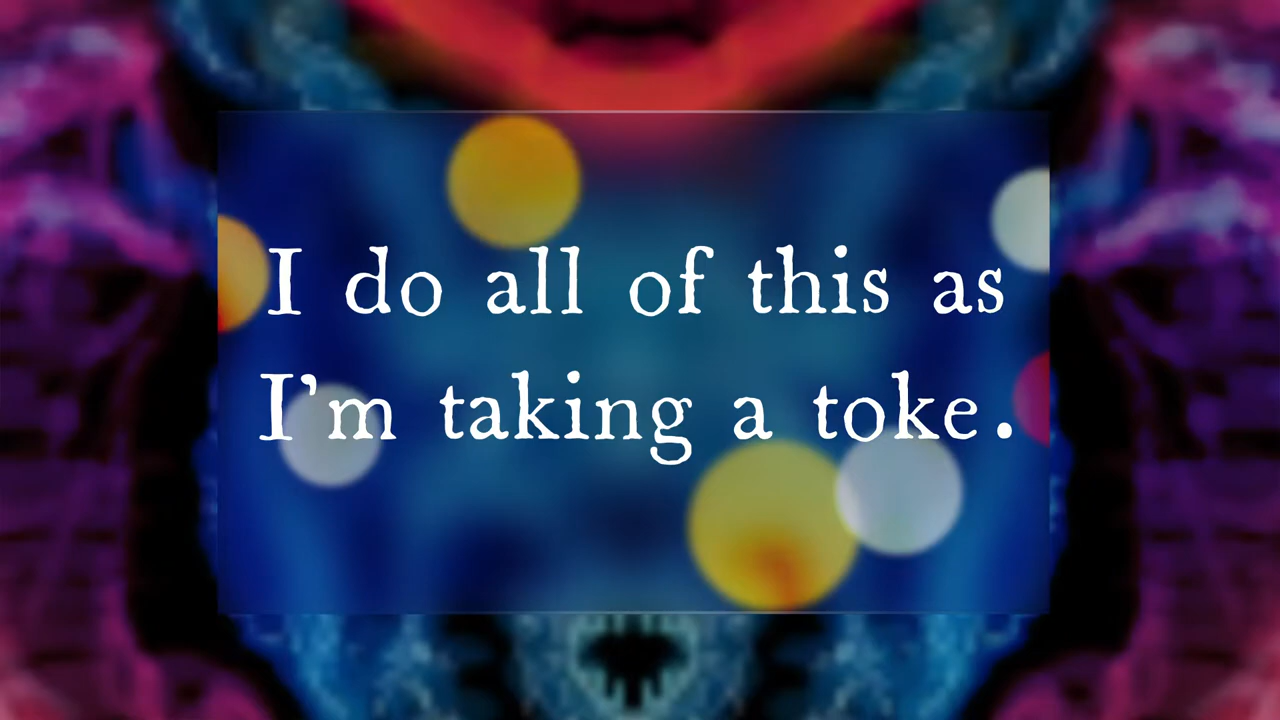 I do all of this as
I’m taking a toke.